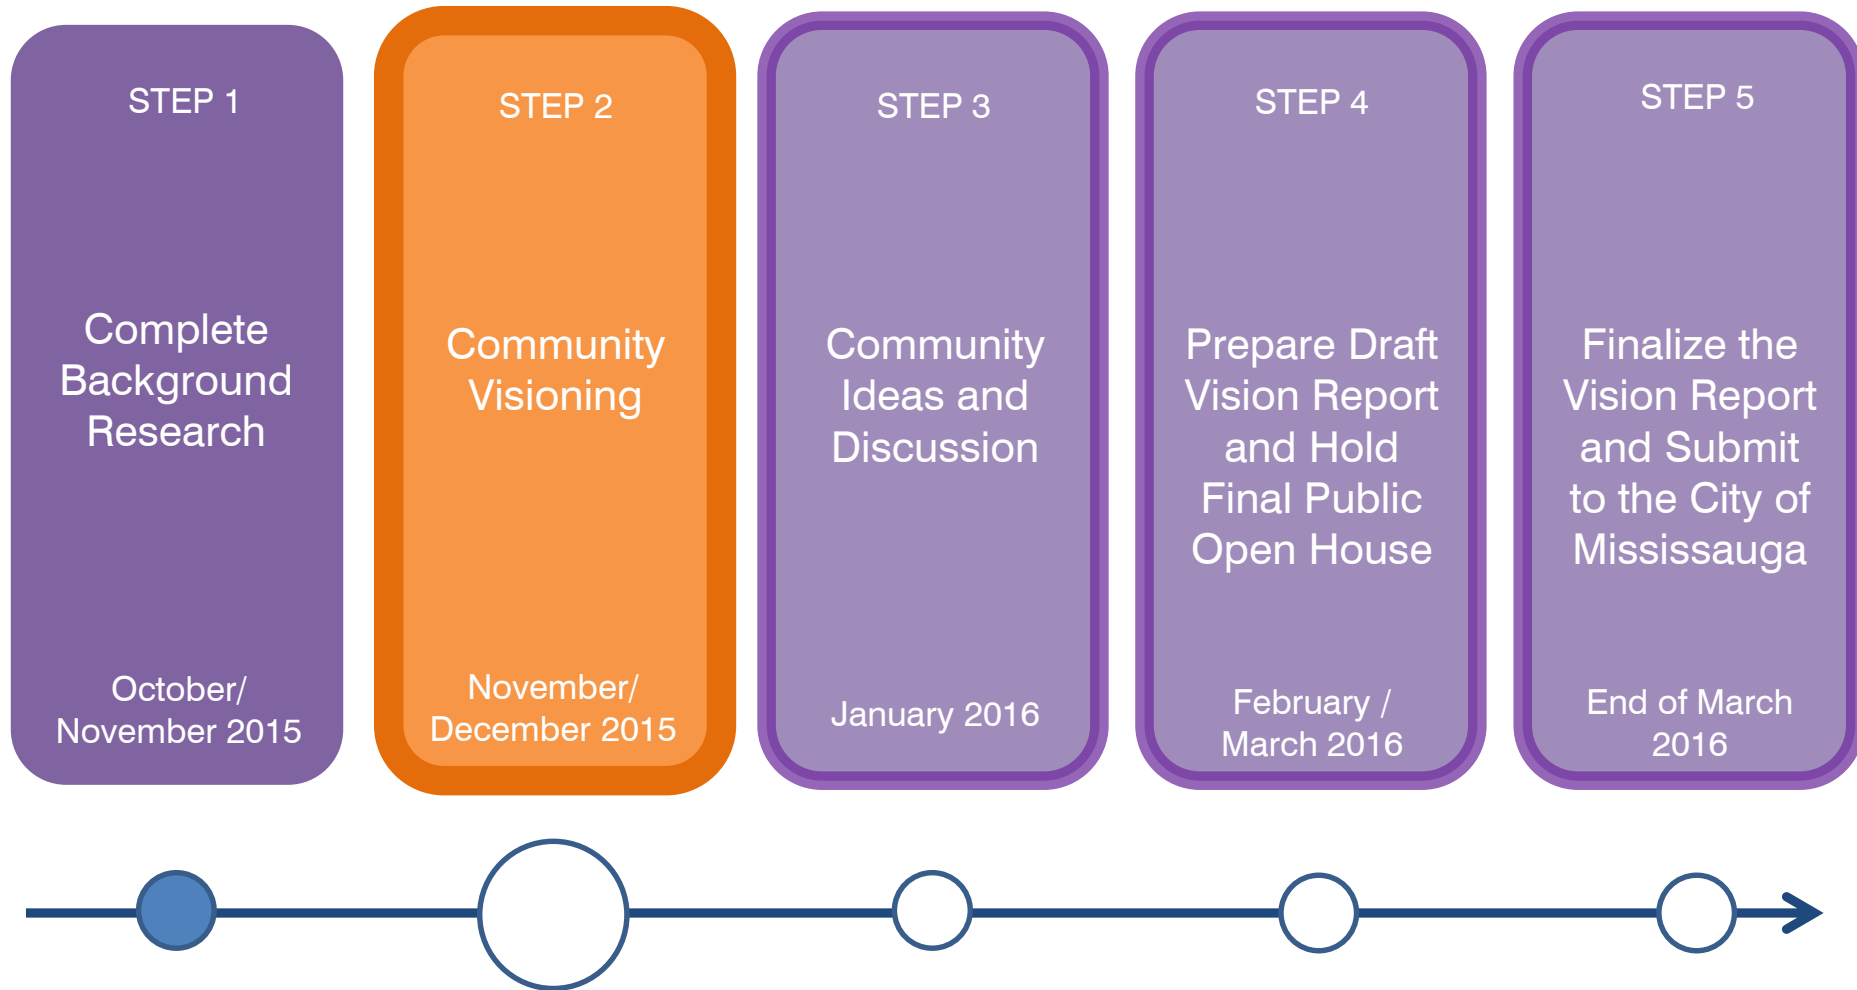 STEP 1
Complete
Background
Research
October/
November 2015
STEP 2
Community
Visioning
November/
December 2015
STEP 3
Community
Ideas and
Discussion
January 2016
STEP 4
Prepare Draft
Vision Report
and Hold
Final Public
Open House
February /
March 2016
STEP 5
Finalize the
Vision Report
and Submit
to the City of
Mississauga
End of March
2016